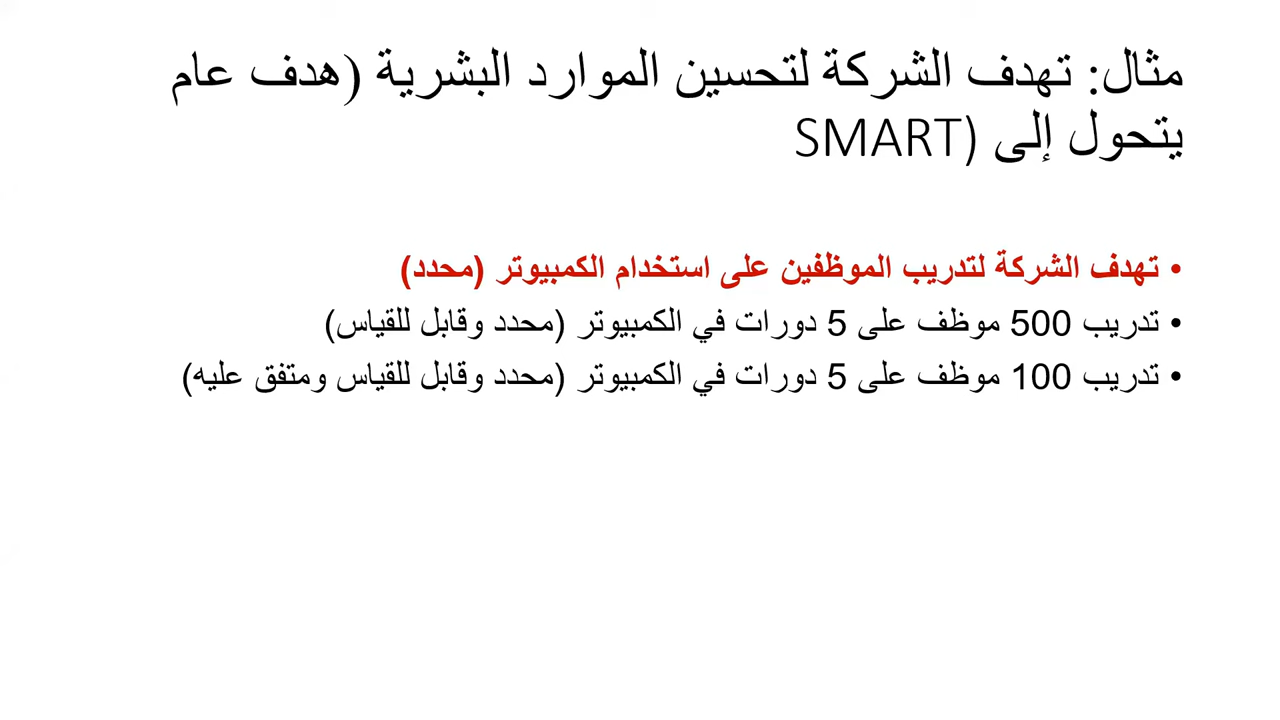 مثال: تهدف الشركة لتحسين الموارد البشرية (هدف عام
يتحول إلى (SMART
• تهدف الشركة لتدريب الموظفين على استخدام الكمبيوتر (محدد)
• تدريب 500 موظف على 5 دورات في الكمبيوتر (محدد وقابل للقياس)
• تدريب 100 موظف على 5 دورات في الكمبيوتر (محدد وقابل للقياس ومتفق عليه)